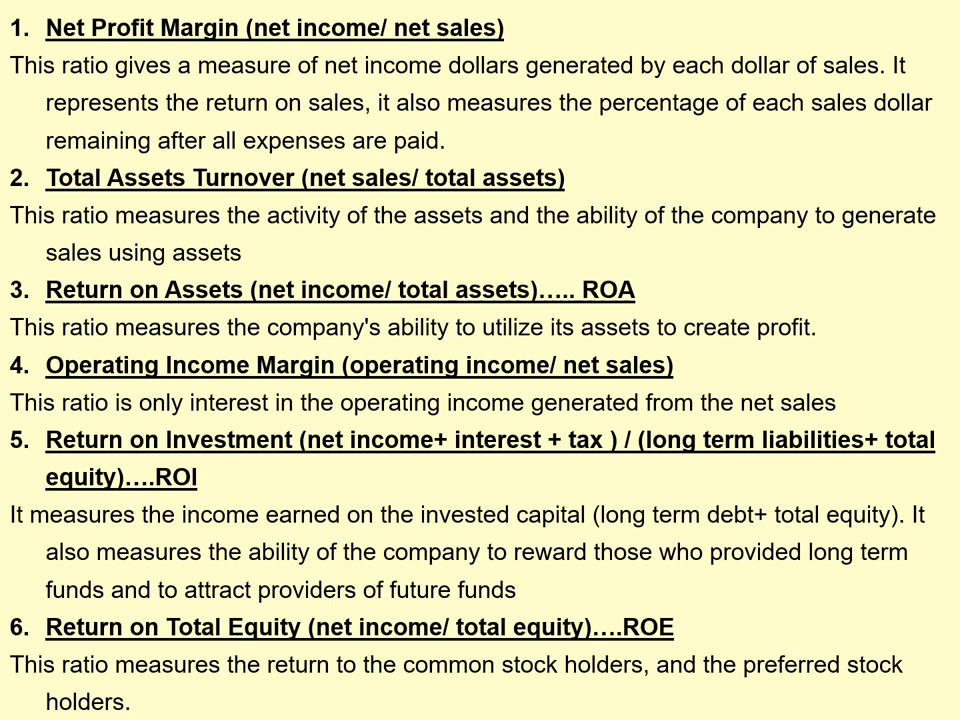 1. Net Profit Margin (net income/ net sales)
This ratio gives a measure of net income dollars generated by each dollar of sales. It
represents the return on sales, it also measures the percentage of each sales dollar
remaining after all expenses are paid.
2. Total Assets Turnover (net sales/ total assets)
This ratio measures the activity of the assets and the ability of the company to generate
sales using assets
3. Return on Assets (net income/ total assets)….. ROA
This ratio measures the company's ability to utilize its assets to create profit.
4. Operating Income Margin (operating income/ net sales)
This ratio is only interest in the operating income generated from the net sales
5. Return on Investment (net income+ interest + tax ) / (long term liabilities+ total
equity)….ROI
It measures the income earned on the invested capital (long term debt+ total equity). It
also measures the ability of the company to reward those who provided long term
funds and to attract providers of future funds
6. Return on Total Equity (net income/ total equity)….ROE
This ratio measures the return to the common stock holders, and the preferred stock
holders.